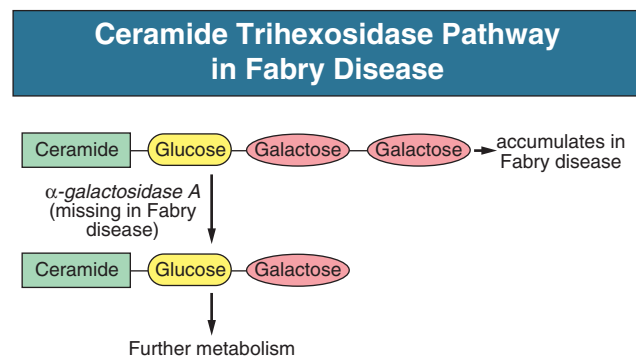 Ceramide Trihexosidase Pathway
in Fabry Disease
Ceramide Glucose Galactose Galactose accumulates in
Fabry disease
α-galactosidase A
(missing in Fabry
disease)
Ceramide Glucose Galactose
Further metabolism